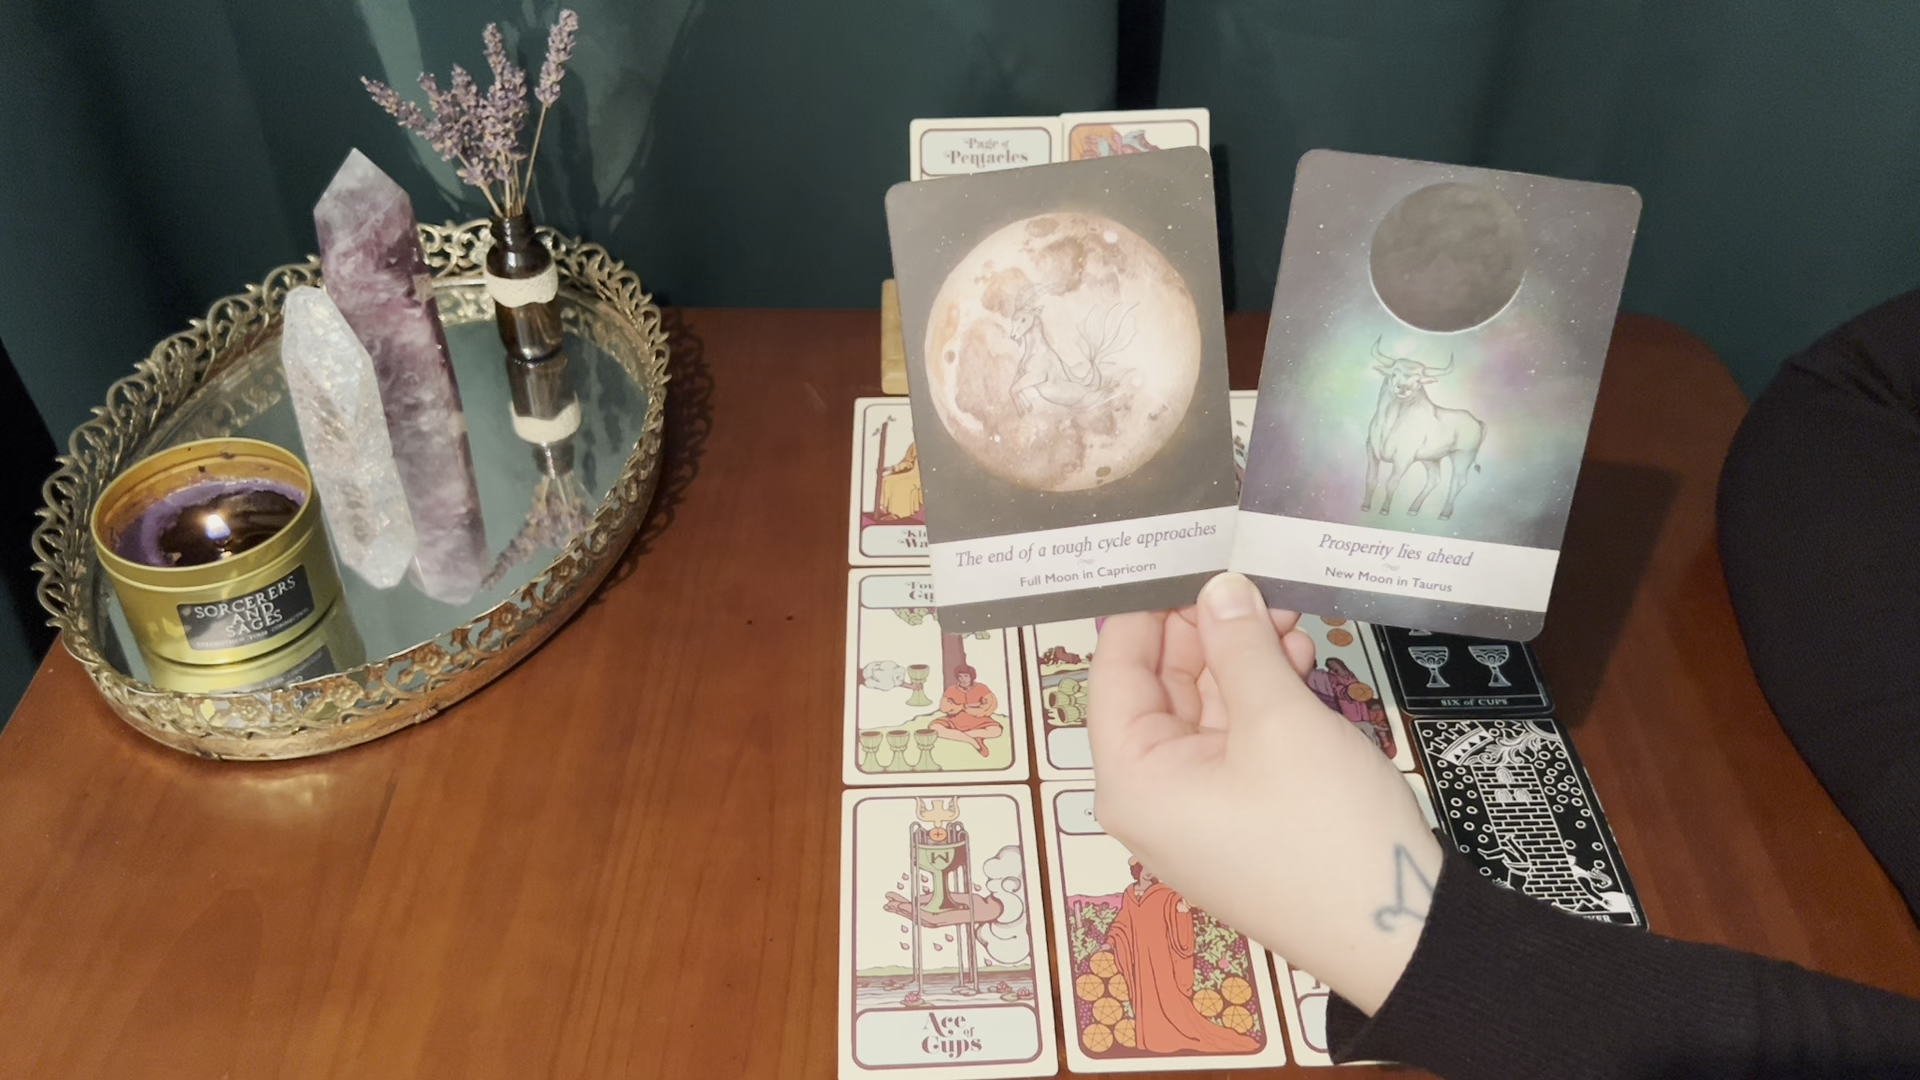 Page of
Pentacles
The end of a tough cycle approaches
Full Moon in Capricorn
Prosperity lies ahead
New Moon in Taurus
SORCERERS
AND
SAGES
SIX OF CUPS
Ace
of
Cups